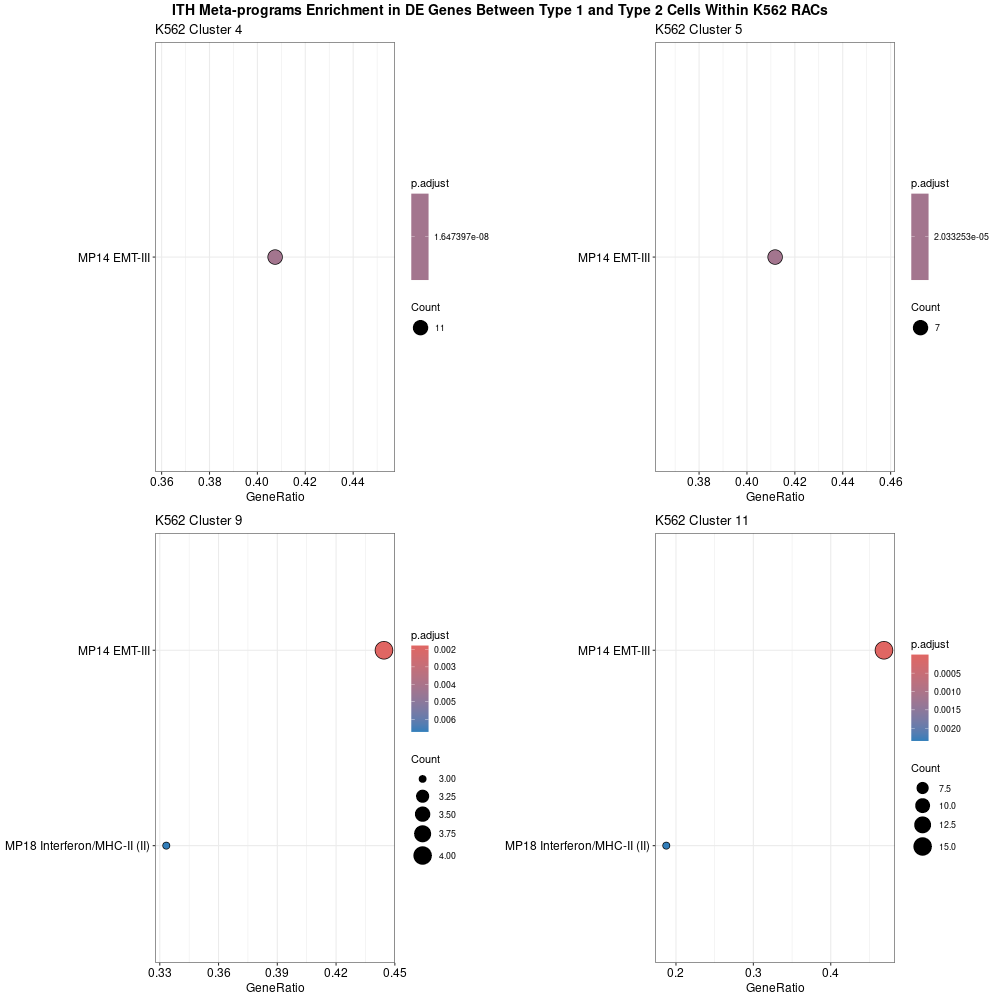 ITH Meta-programs Enrichment in DE Genes Between Type 1 and Type 2 Cells Within K562 RACs
K562 Cluster 4
MP14 EMT-III
0.36 0.38 0.40 0.42 0.44
GeneRatio
p.adjust
1.647397e-08
Count
11
K562 Cluster 5
MP14 EMT-III
0.38 0.40 0.42 0.44 0.46
GeneRatio
p.adjust
2.033253e-05
Count
7
K562 Cluster 9
MP14 EMT-III
MP18 Interferon/MHC-II (II)
0.33 0.36 0.39 0.42 0.45
GeneRatio
p.adjust
0.002
0.003
0.004
0.005
0.006
Count
3.00
3.25
3.50
3.75
4.00
K562 Cluster 11
MP14 EMT-III
MP18 Interferon/MHC-II (II)
0.2 0.3 0.4
GeneRatio
p.adjust
0.0005
0.0010
0.0015
0.0020
Count
7.5
10.0
12.5
15.0